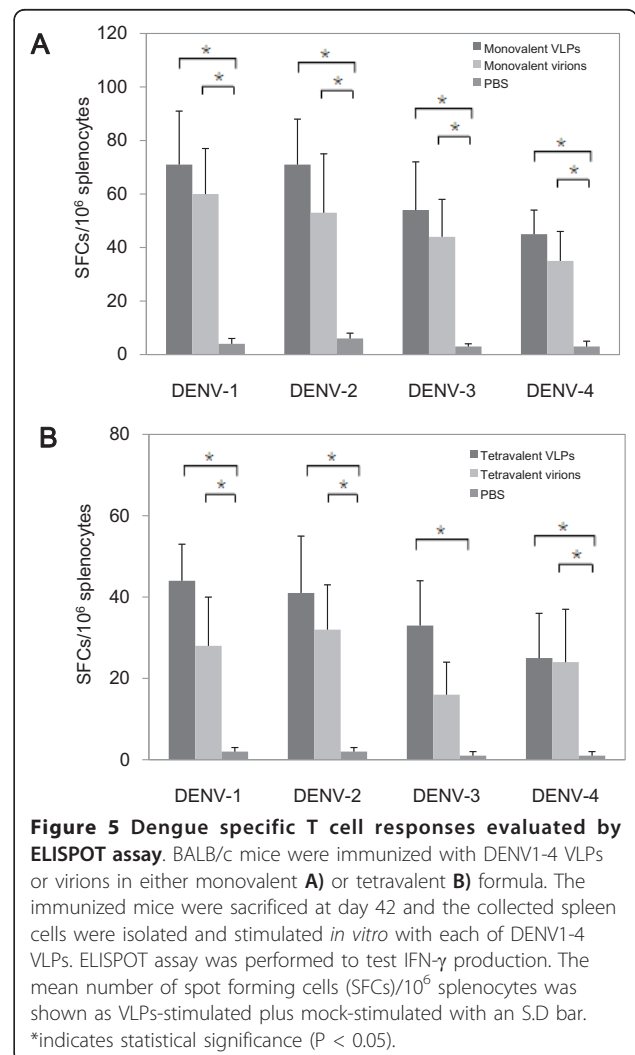 A
120
100
80
60
40
20
0
SFCs/10⁶ splenocytes
Monovalent VLPs
Monovalent virions
PBS
* * * * * * * *
DENV-1 DENV-2 DENV-3 DENV-4
B
80
60
40
20
0
SFCs/10⁶ splenocytes
Tetravalent VLPs
Tetravalent virions
PBS
* * * * * * *
DENV-1 DENV-2 DENV-3 DENV-4
Figure 5 Dengue specific T cell responses evaluated by
ELISPOT assay. BALB/c mice were immunized with DENV1-4 VLPs
or virions in either monovalent A) or tetravalent B) formula. The
immunized mice were sacrificed at day 42 and the collected spleen
cells were isolated and stimulated in vitro with each of DENV1-4
VLPs. ELISPOT assay was performed to test IFN-γ production. The
mean number of spot forming cells (SFCs)/10⁶ splenocytes was
shown as VLPs-stimulated plus mock-stimulated with an S.D bar.
*indicates statistical significance (P < 0.05).